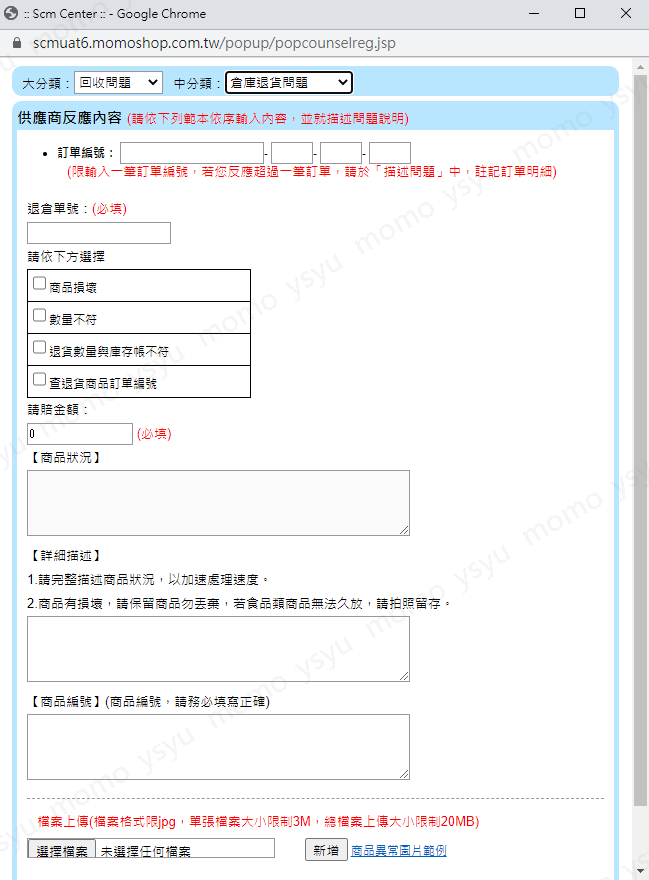 :: Scm Center :: - Google Chrome
scmuat6.momoshop.com.tw/popup/popcounselreg.jsp
大分類：回收問題 中分類：倉庫退貨問題
供應商反應內容 (請依下列範本依序輸入內容，並就描述問題說明)
• 訂單編號： - - -
(限輸入一筆訂單編號，若您反應超過一筆訂單，請於「描述問題」中，註記訂單明細)
退倉單號：(必填)
請依下方選擇
商品損壞
數量不符
退貨數量與庫存帳不符
查退貨商品訂單編號
請賠金額：
0 (必填)
【商品狀況】
【詳細描述】
1.請完整描述商品狀況，以加速處理速度。
2.商品有損壞，請保留商品勿丟棄，若食品類商品無法久放，請拍照留存。
【商品編號】(商品編號，請務必填寫正確)
檔案上傳(檔案格式限jpg，單張檔案大小限制3M，總檔案上傳大小限制20MB)
選擇檔案 未選擇任何檔案 新增 商品異常圖片範例
momo ysyu momo ysyu
momo ysyu momo ysyu
momo ysyu momo ysyu